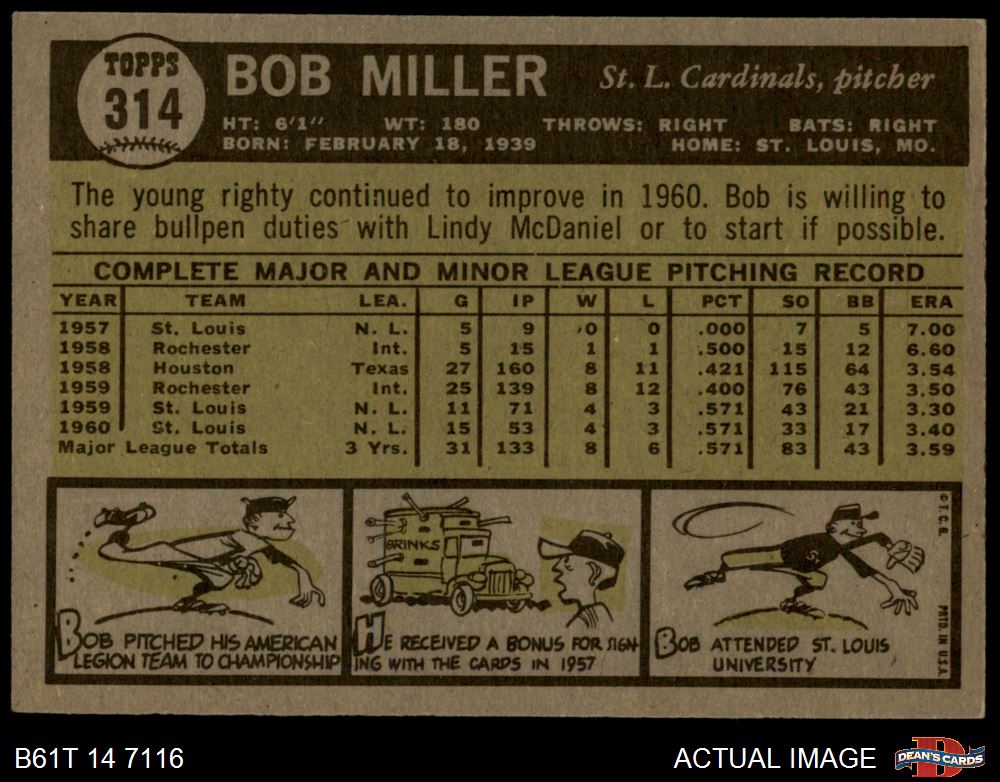 TOPPS
314
BOB MILLER
St. L. Cardinals, pitcher
HT: 6'1" WT: 180 THROWS: RIGHT BATS: RIGHT
BORN: FEBRUARY 18, 1939 HOME: ST. LOUIS, MO.
The young righty continued to improve in 1960. Bob is willing to
share bullpen duties with Lindy McDaniel or to start if possible.
COMPLETE MAJOR AND MINOR LEAGUE PITCHING RECORD
YEAR TEAM LEA. G IP W L PCT SO BB ERA
1957 St. Louis N. L. 5 9 0 0 .000 7 5 7.00
1958 Rochester Int. 5 15 1 1 .500 15 12 6.60
1958 Houston Texas 27 160 8 11 .421 115 64 3.54
1959 Rochester Int. 25 139 8 12 .400 76 43 3.50
1959 St. Louis N. L. 11 71 4 3 .571 43 21 3.30
1960 St. Louis N. L. 15 53 4 3 .571 33 17 3.40
Major League Totals 3 Yrs. 31 133 8 6 .571 83 43 3.59
BRINKS
S
BOB PITCHED HIS AMERICAN
LEGION TEAM TO CHAMPIONSHIP
HE RECEIVED A BONUS FOR SIGN-
ING WITH THE CARDS IN 1957
BOB ATTENDED ST. LOUIS
UNIVERSITY
© T.C.G. PRTD IN U.S.A.
B61T 14 7116
ACTUAL IMAGE
D
DEAN'S CARDS